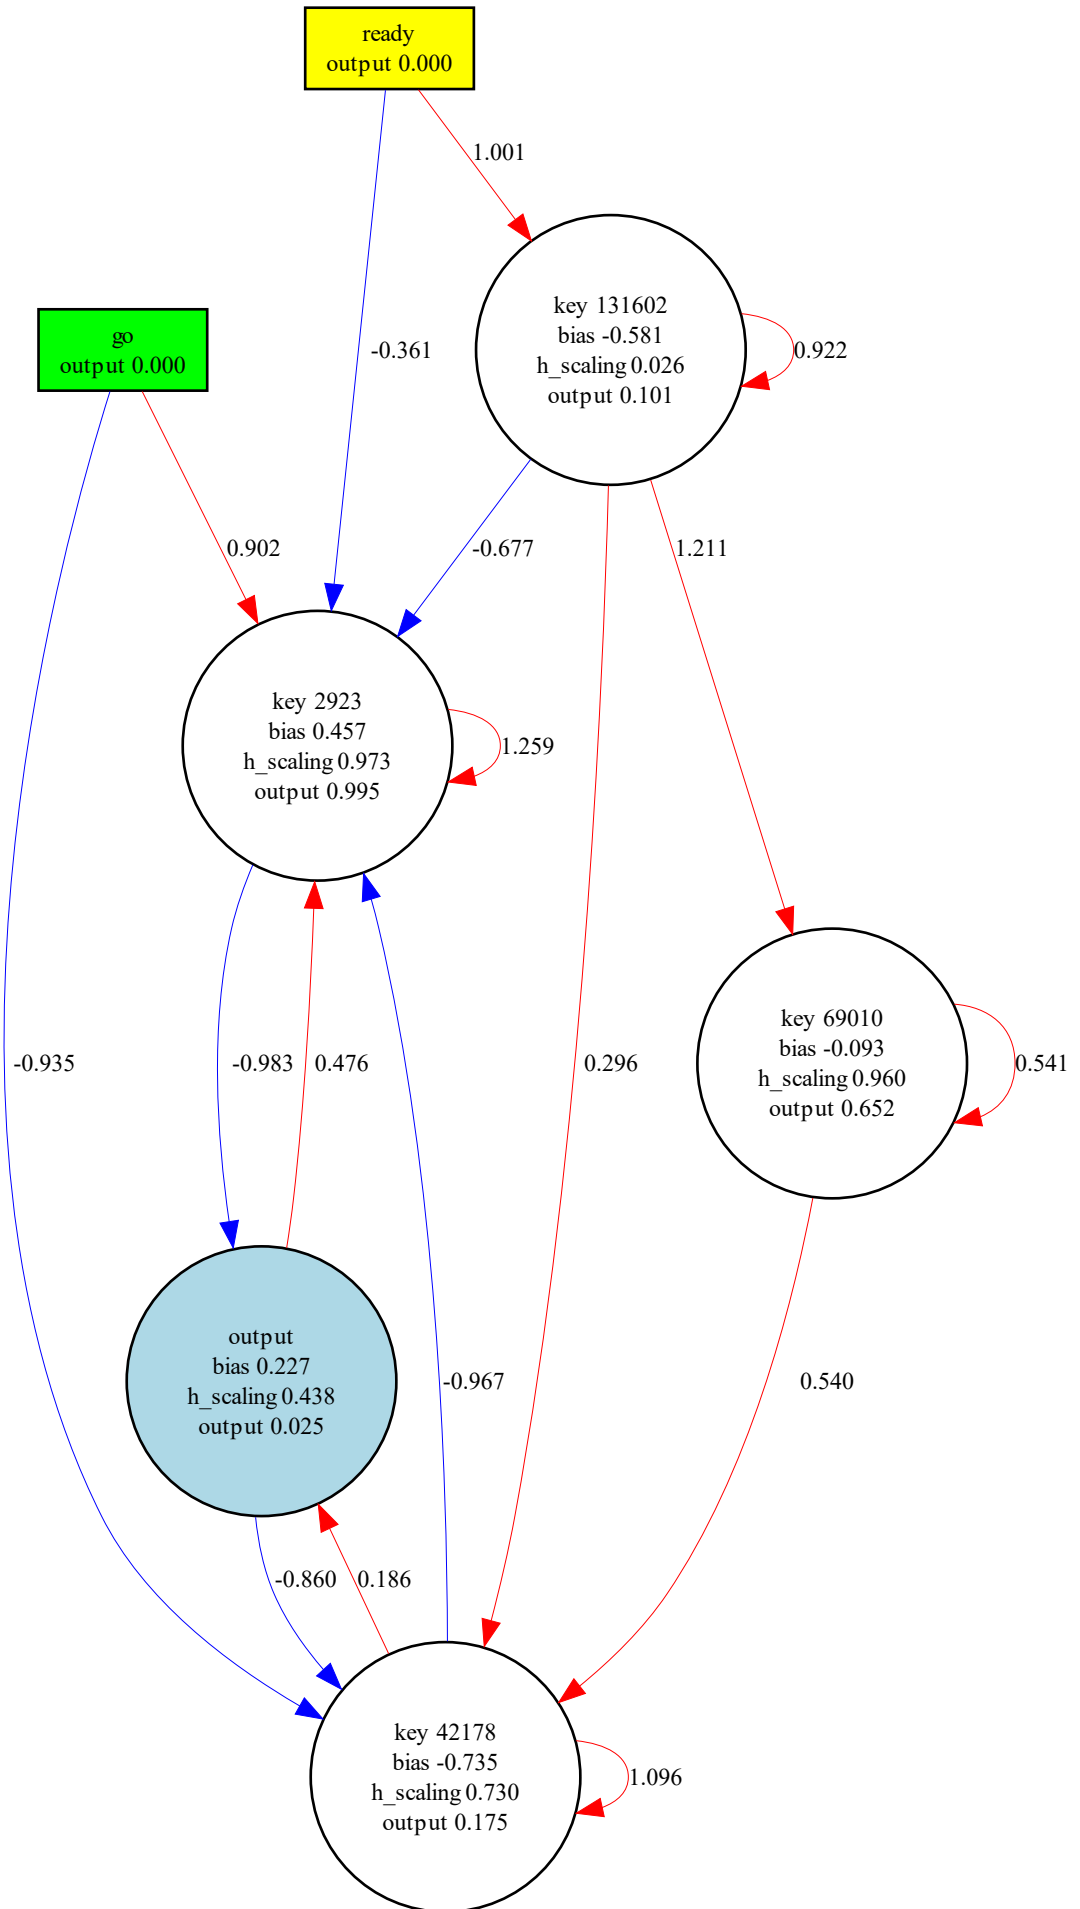 ready
output 0.000
1.001
key 131602
bias -0.581
h_scaling 0.026
output 0.101
0.922
go
output 0.000
-0.361
0.902
-0.677
1.211
key 2923
bias 0.457
h_scaling 0.973
output 0.995
1.259
key 69010
bias -0.093
h_scaling 0.960
output 0.652
0.541
-0.935
-0.983
0.476
0.296
output
bias 0.227
h_scaling 0.438
output 0.025
-0.967
0.540
-0.860
0.186
key 42178
bias -0.735
h_scaling 0.730
output 0.175
1.096